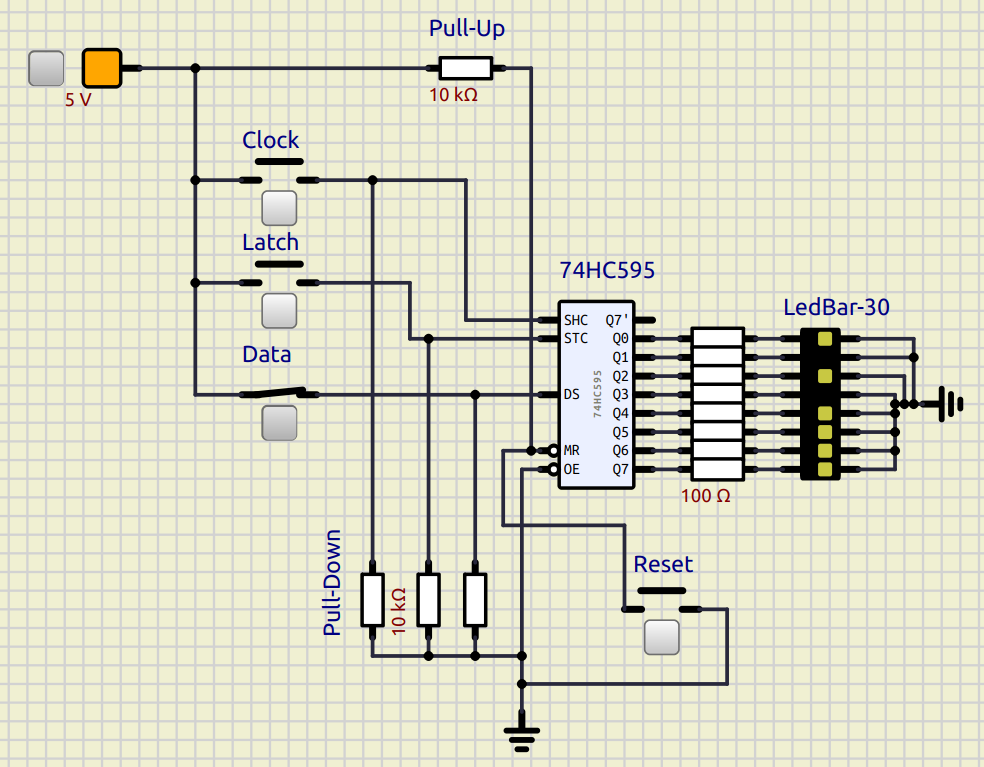 Pull-Up
5 V
10 kΩ
Clock
Latch
74HC595
LedBar-30
Data
SHC
Q7'
STC
Q0
Q1
Q2
DS
Q3
74HC595
Q4
Q5
MR
Q6
OE
Q7
100 Ω
Pull-Down
10 kΩ
Reset